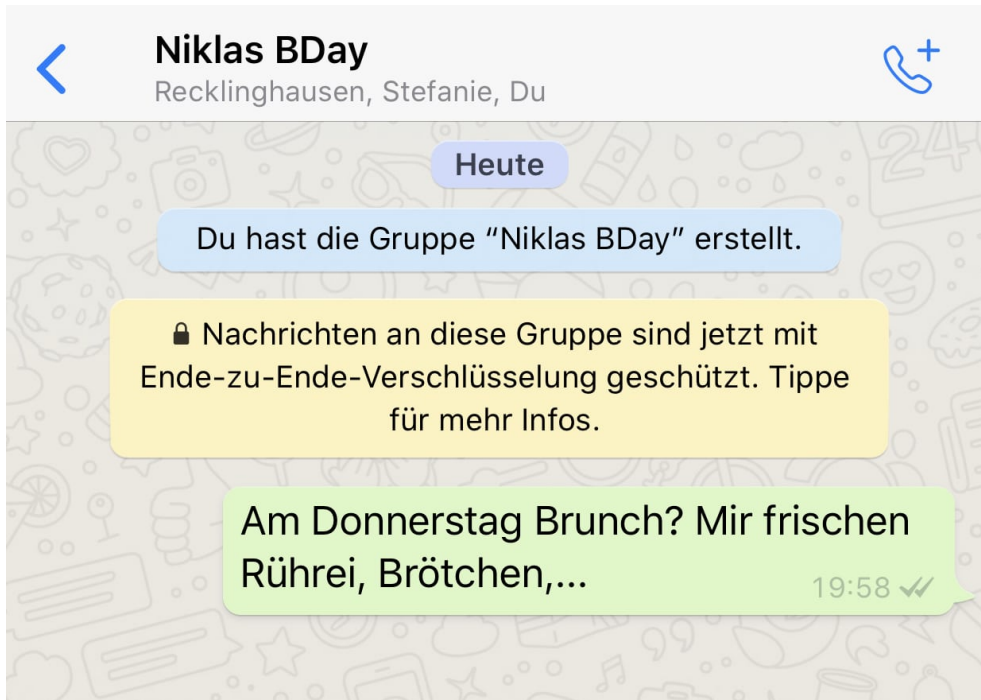 Niklas BDay
Recklinghausen, Stefanie, Du
Heute
Du hast die Gruppe “Niklas BDay” erstellt.
Nachrichten an diese Gruppe sind jetzt mit
Ende-zu-Ende-Verschlüsselung geschützt. Tippe
für mehr Infos.
Am Donnerstag Brunch? Mir frischen
Rührei, Brötchen,...
19:58